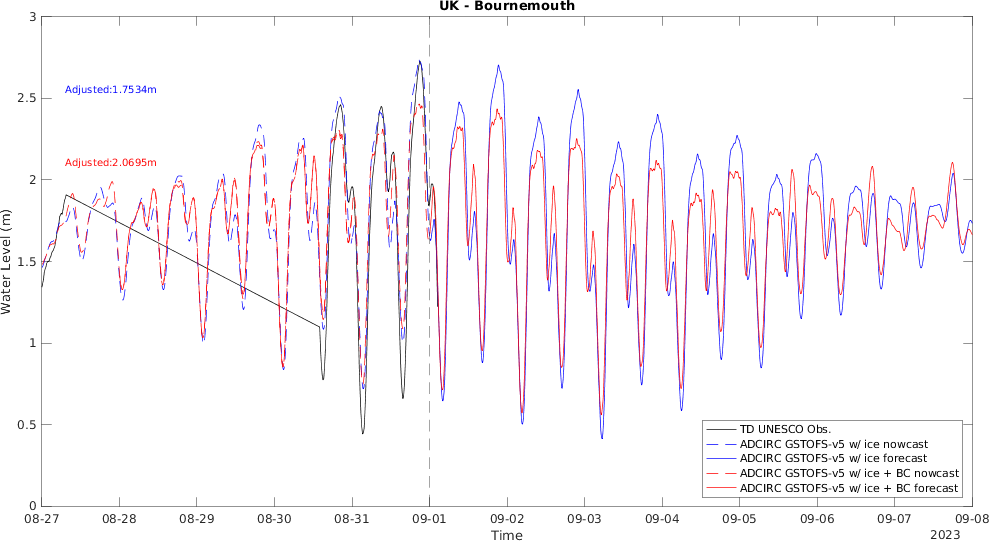 UK - Bournemouth
3
2.5
2
1.5
1
0.5
0
Water Level (m)
Adjusted:1.7534m
Adjusted:2.0695m
TD UNESCO Obs.
ADCIRC GSTOFS-v5 w/ ice nowcast
ADCIRC GSTOFS-v5 w/ ice forecast
ADCIRC GSTOFS-v5 w/ ice + BC nowcast
ADCIRC GSTOFS-v5 w/ ice + BC forecast
08-27 08-28 08-29 08-30 08-31 09-01 09-02 09-03 09-04 09-05 09-06 09-07 09-08
Time
2023